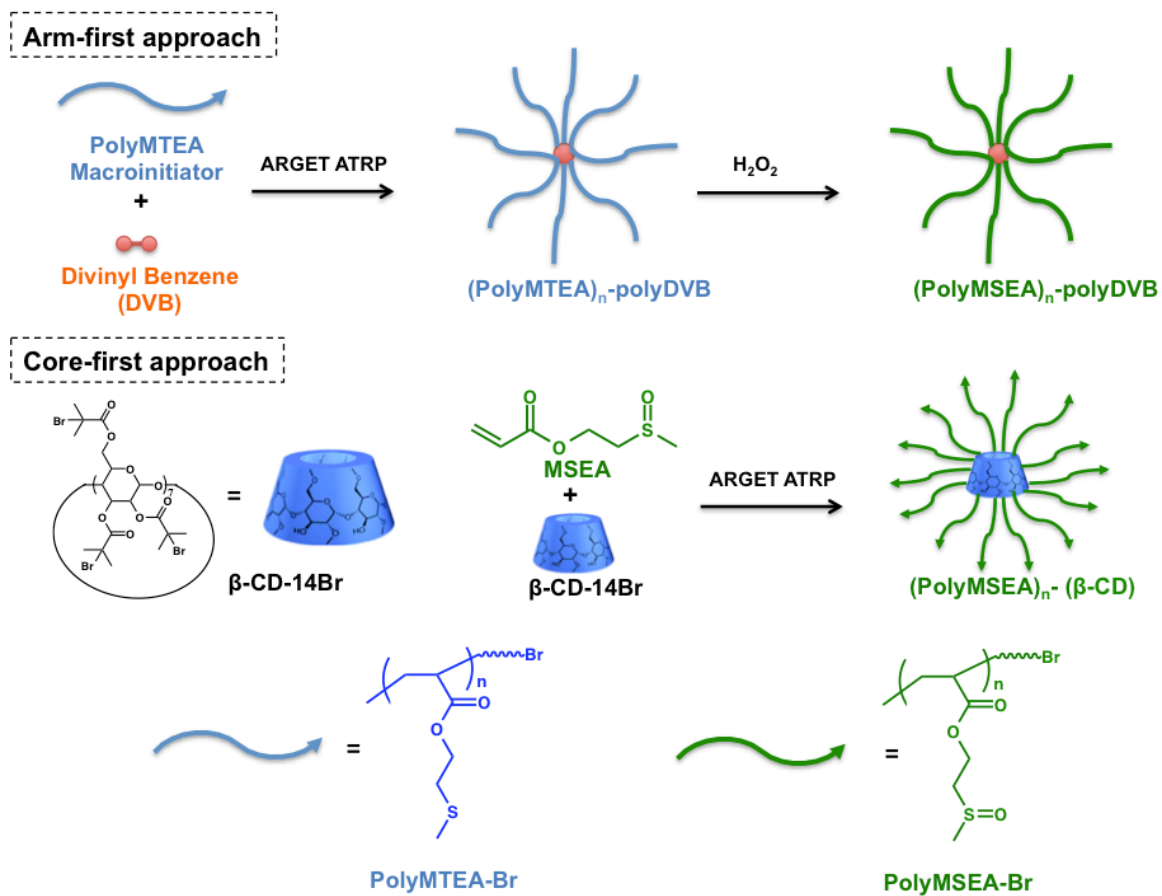 Arm-first approach
PolyMTEA
Macroinitiator
+
Divinyl Benzene
(DVB)
ARGET ATRP
(PolyMTEA)n-polyDVB
H2O2
(PolyMSEA)n-polyDVB
Core-first approach
Br
O
O
O
O
7
O
O
O
Br
Br
=
HO
β-CD-14Br
O
O
S
O
MSEA
+
β-CD-14Br
ARGET ATRP
(PolyMSEA)n- (β-CD)
Br
n
O
O
S
=
PolyMTEA-Br
Br
n
O
O
S=O
=
PolyMSEA-Br